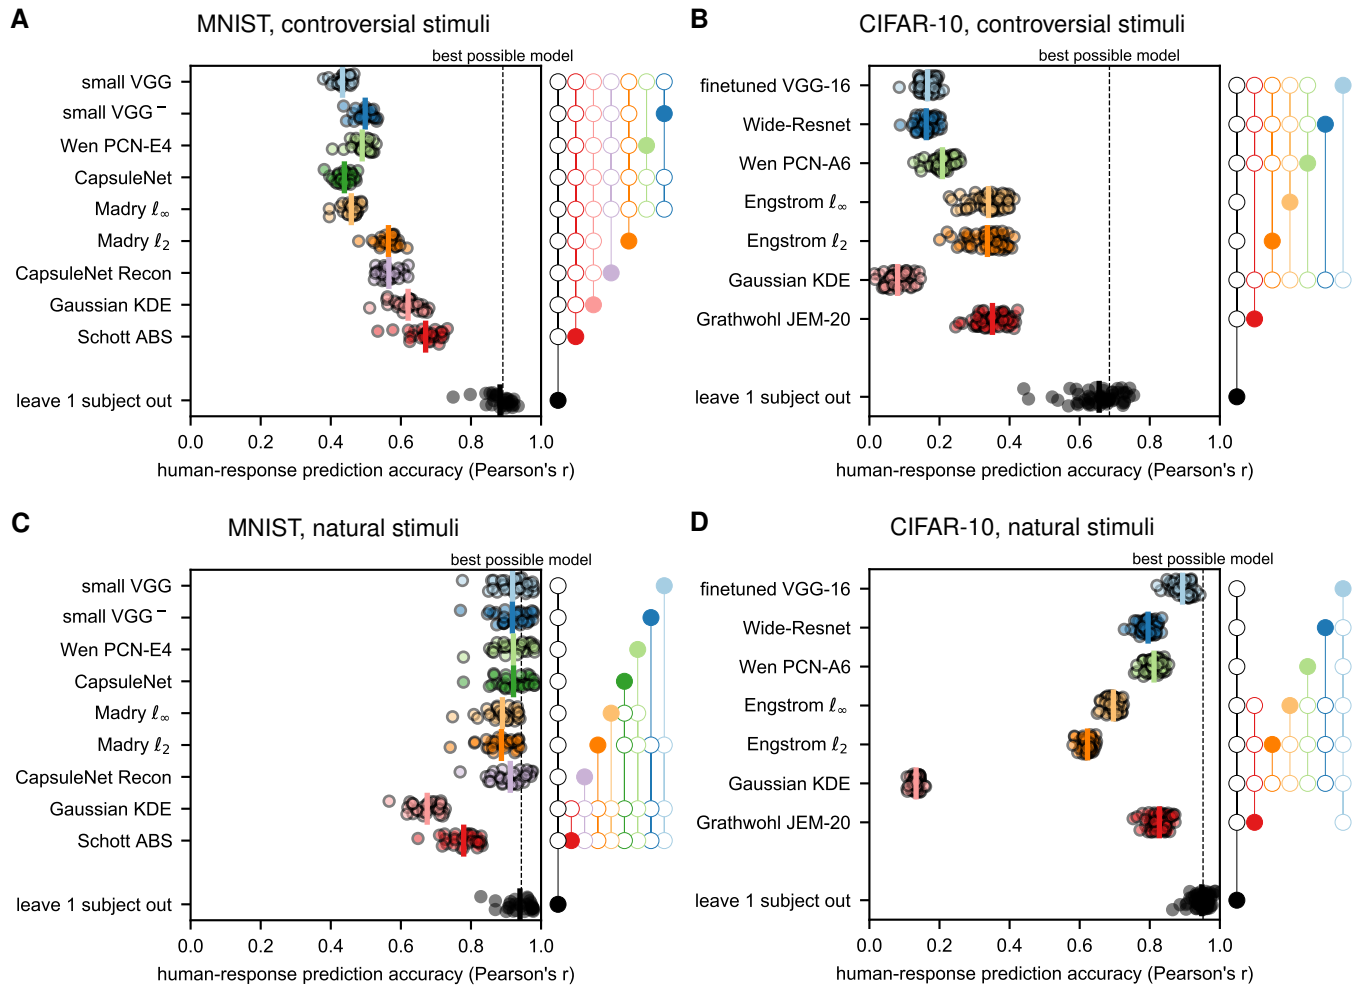 A
MNIST, controversial stimuli
best possible model
small VGG
small VGG⁻
Wen PCN-E4
CapsuleNet
Madry ℓ∞
Madry ℓ₂
CapsuleNet Recon
Gaussian KDE
Schott ABS
leave 1 subject out
0.0 0.2 0.4 0.6 0.8 1.0
human-response prediction accuracy (Pearson's r)
B
CIFAR-10, controversial stimuli
best possible model
finetuned VGG-16
Wide-Resnet
Wen PCN-A6
Engstrom ℓ∞
Engstrom ℓ₂
Gaussian KDE
Grathwohl JEM-20
leave 1 subject out
0.0 0.2 0.4 0.6 0.8 1.0
human-response prediction accuracy (Pearson's r)
C
MNIST, natural stimuli
best possible model
small VGG
small VGG⁻
Wen PCN-E4
CapsuleNet
Madry ℓ∞
Madry ℓ₂
CapsuleNet Recon
Gaussian KDE
Schott ABS
leave 1 subject out
0.0 0.2 0.4 0.6 0.8 1.0
human-response prediction accuracy (Pearson's r)
D
CIFAR-10, natural stimuli
best possible model
finetuned VGG-16
Wide-Resnet
Wen PCN-A6
Engstrom ℓ∞
Engstrom ℓ₂
Gaussian KDE
Grathwohl JEM-20
leave 1 subject out
0.0 0.2 0.4 0.6 0.8 1.0
human-response prediction accuracy (Pearson's r)